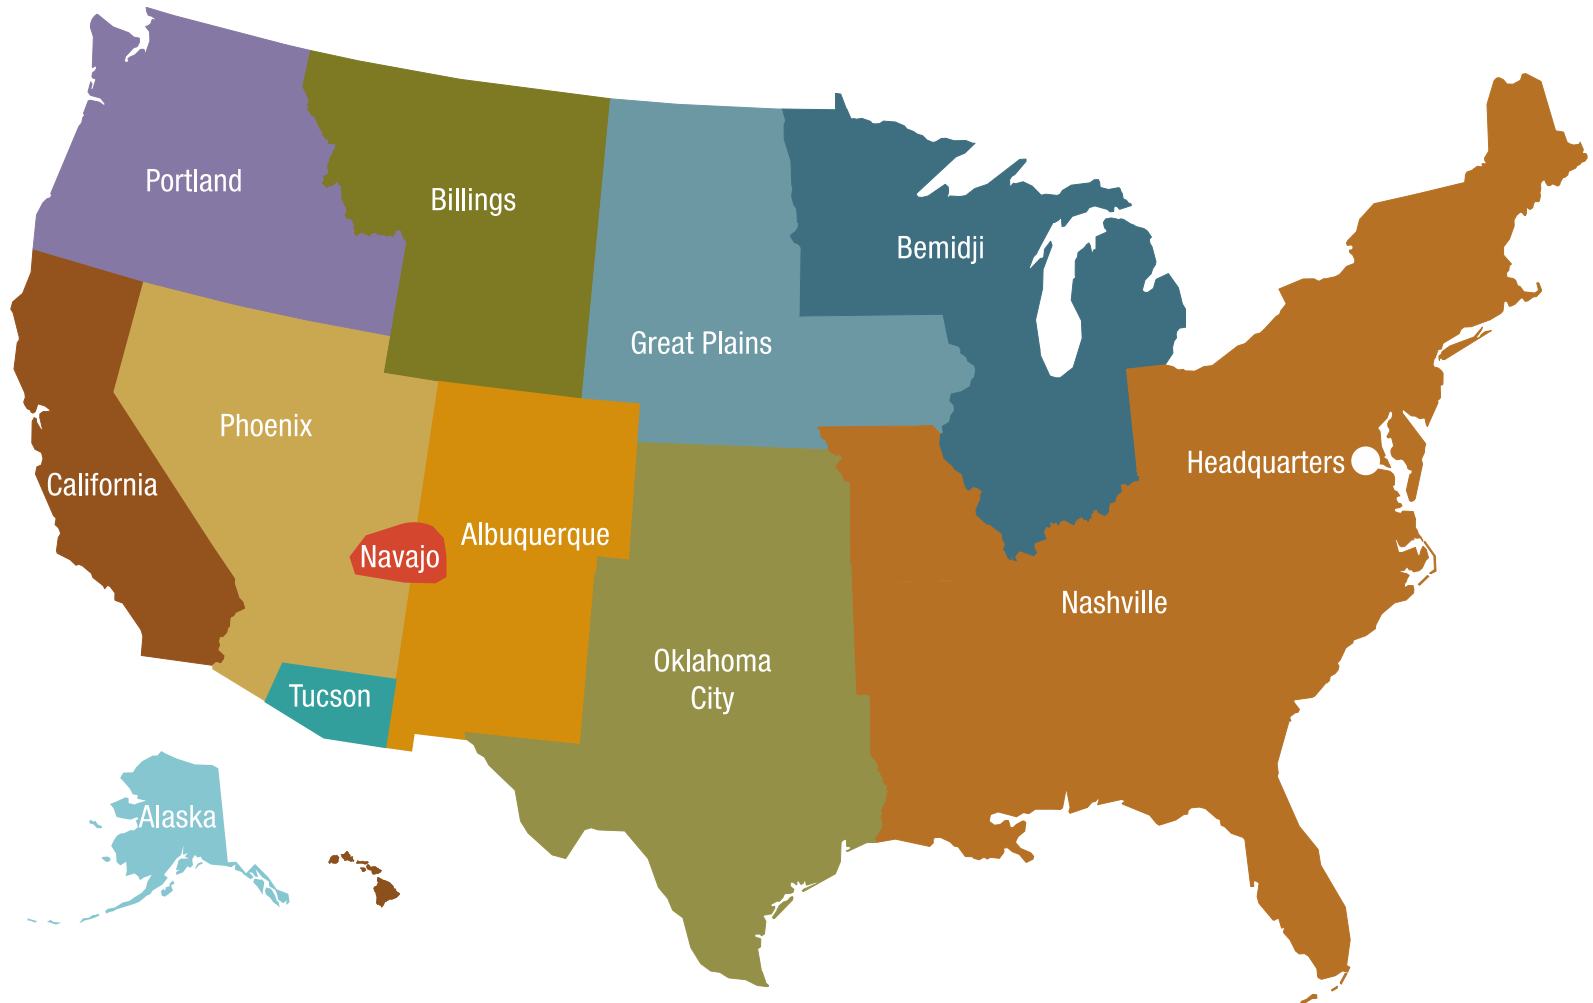 Portland
Billings
Bemidji
Great Plains
Phoenix
California
Headquarters
Albuquerque
Navajo
Nashville
Oklahoma
City
Tucson
Alaska